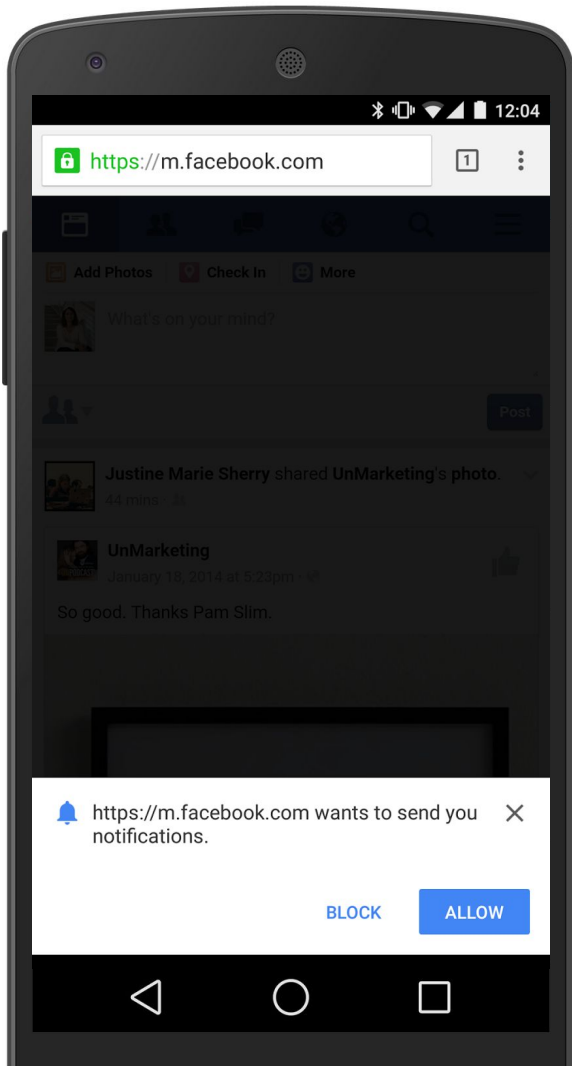 12:04
https://m.facebook.com
1
Add Photos Check In More
What's on your mind?
Post
Justine Marie Sherry shared UnMarketing's photo.
44 mins ·
UnMarketing
January 18, 2014 at 5:23pm ·
So good. Thanks Pam Slim.
https://m.facebook.com wants to send you
notifications.
BLOCK ALLOW